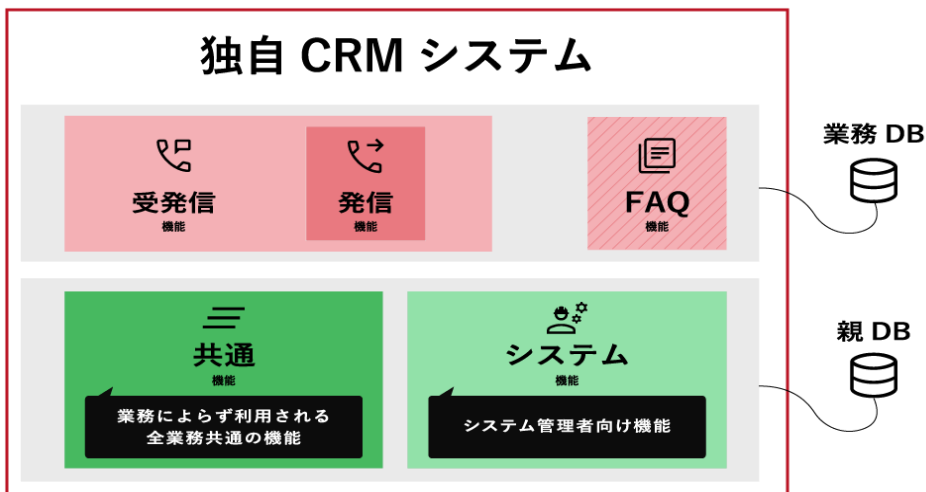 独自 CRM システム
受発信
機能
発信
機能
FAQ
機能
業務 DB
共通
機能
業務によらず利用される
全業務共通の機能
システム
機能
システム管理者向け機能
親 DB